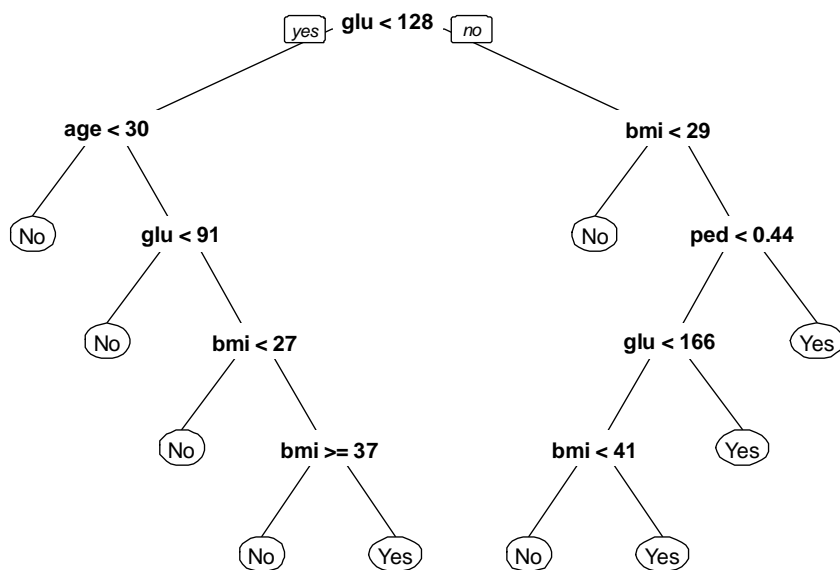 yes glu < 128 no
age < 30 bmi < 29
No glu < 91 No ped < 0.44
No bmi < 27 glu < 166 Yes
No bmi >= 37 bmi < 41 Yes
No Yes No Yes